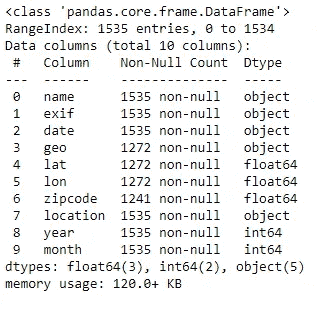 <class 'pandas.core.frame.DataFrame'>
RangeIndex: 1535 entries, 0 to 1534
Data columns (total 10 columns):
 #   Column    Non-Null Count  Dtype
---  ------    --------------  -----
 0   name      1535 non-null   object
 1   exif      1535 non-null   object
 2   date      1535 non-null   object
 3   geo       1272 non-null   object
 4   lat       1272 non-null   float64
 5   lon       1272 non-null   float64
 6   zipcode   1241 non-null   float64
 7   location  1535 non-null   object
 8   year      1535 non-null   int64
 9   month     1535 non-null   int64
dtypes: float64(3), int64(2), object(5)
memory usage: 120.0+ KB